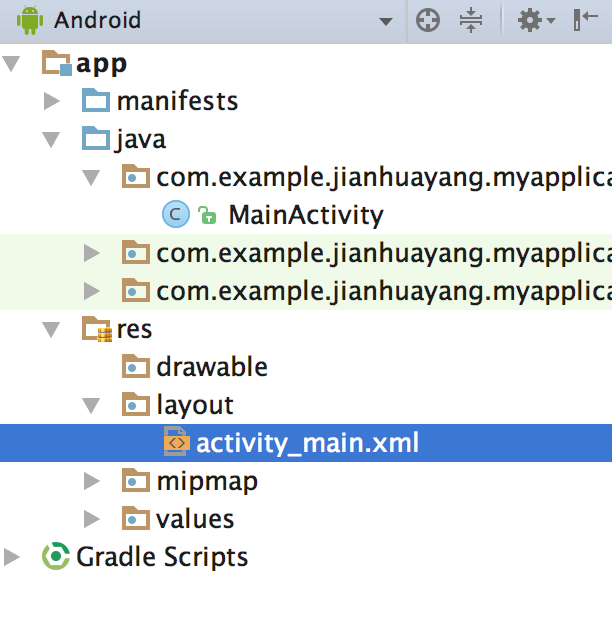 Android
app
manifests
java
com.example.jianhuayang.myapplica
C MainActivity
com.example.jianhuayang.myapplica
com.example.jianhuayang.myapplica
res
drawable
layout
<> activity_main.xml
mipmap
values
Gradle Scripts